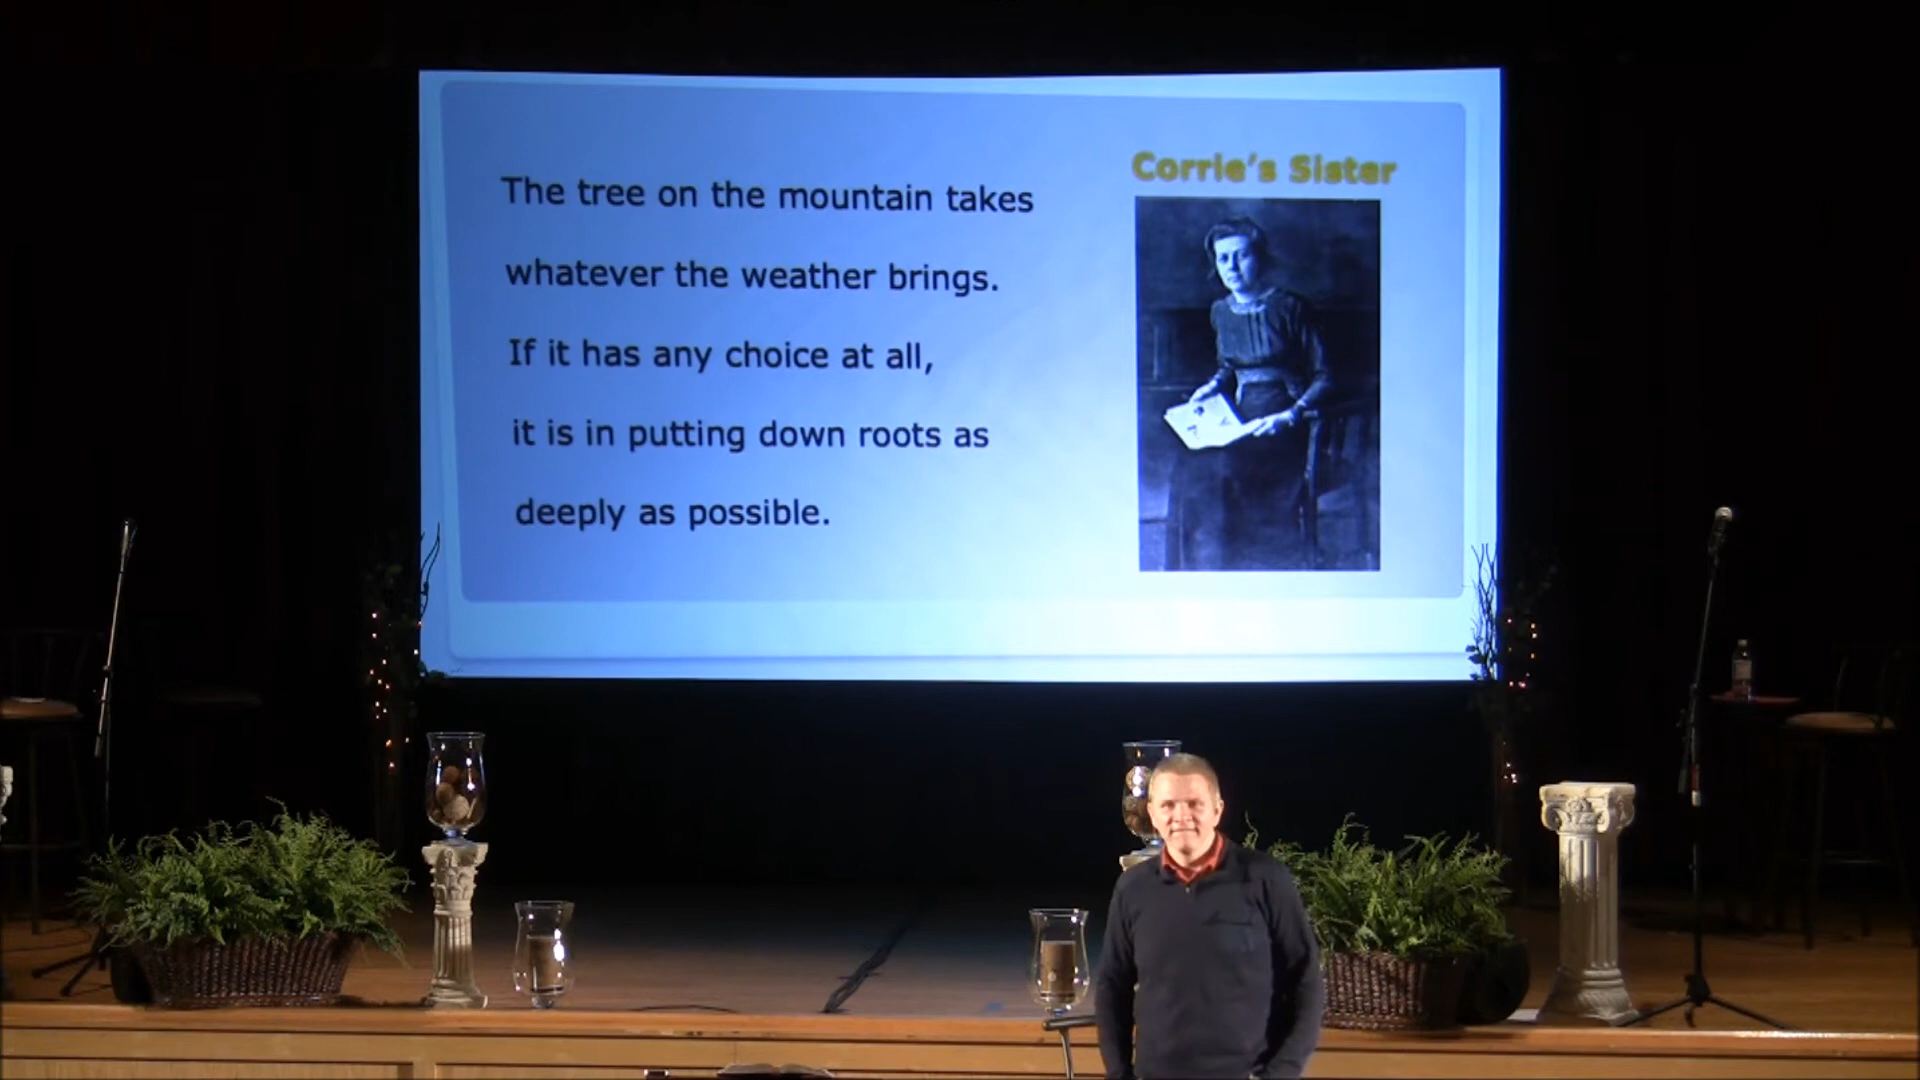 Corrie's Sister
The tree on the mountain takes
whatever the weather brings.
If it has any choice at all,
it is in putting down roots as
deeply as possible.